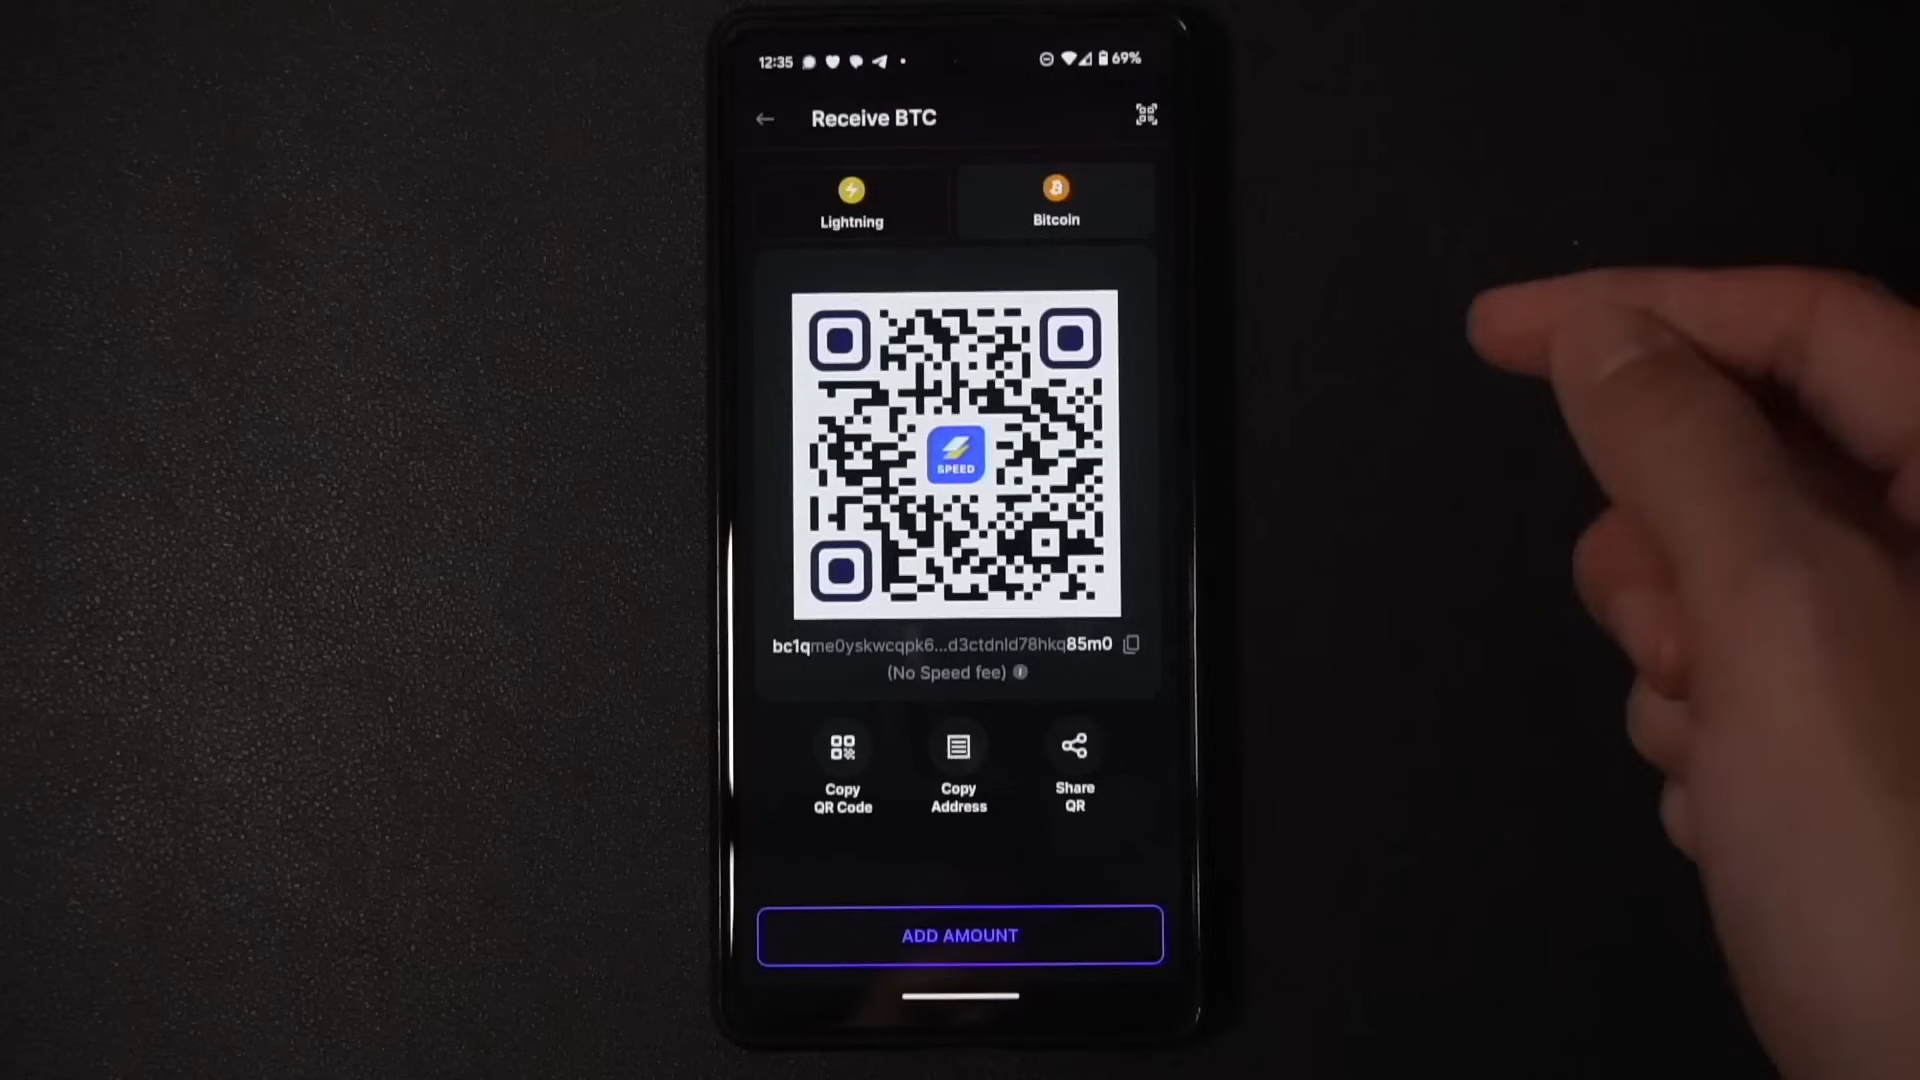 12:35
69%
Receive BTC
Lightning
Bitcoin
SPEED
bc1qme0yskwcqpk6...d3ctdnld78hkq85m0
(No Speed fee)
Copy QR Code
Copy Address
Share QR
ADD AMOUNT